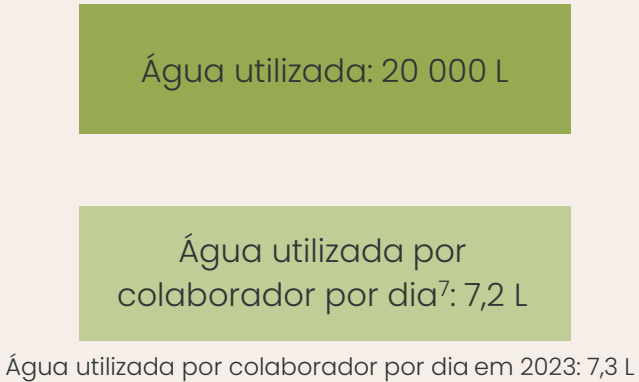 Água utilizada: 20 000 L
Água utilizada por
colaborador por dia⁷: 7,2 L
Água utilizada por colaborador por dia em 2023: 7,3 L